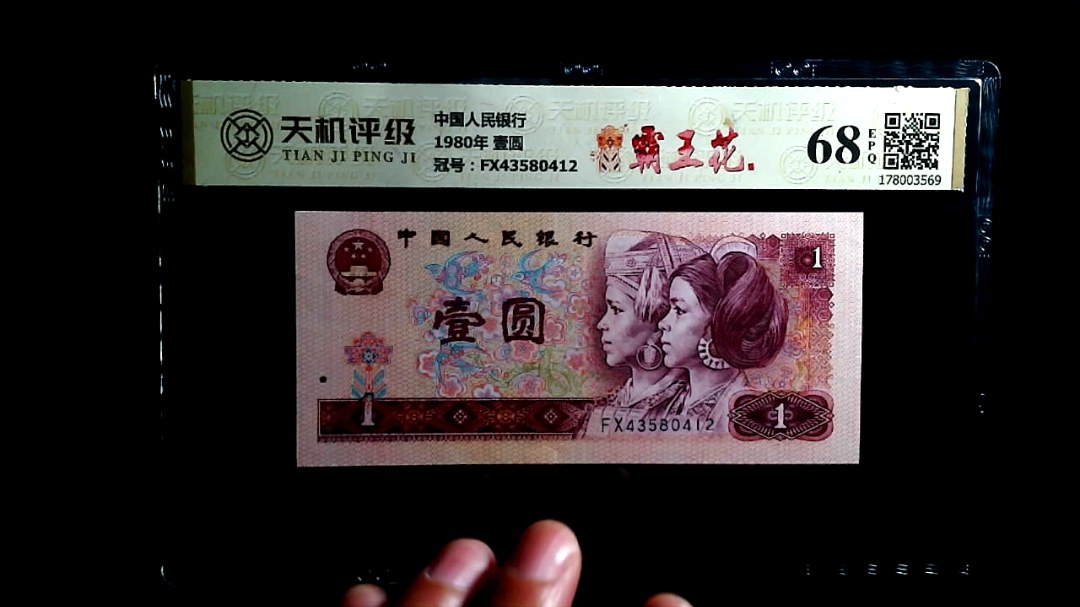 天机评级
TIAN JI PING JI
中国人民银行
1980年 壹圆
冠号：FX43580412
霸王花
68
EPQ
178003569
中国人民银行
1
壹圆
1
FX43580412
1